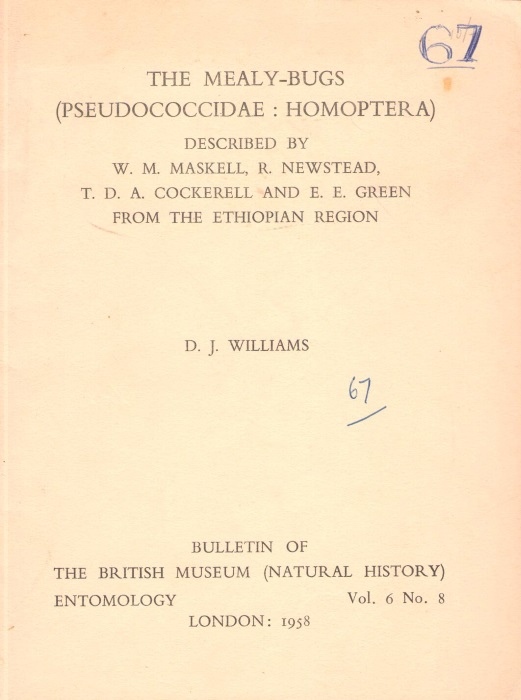 67
THE MEALY-BUGS
(PSEUDOCOCCIDAE : HOMOPTERA)
DESCRIBED BY
W. M. MASKELL, R. NEWSTEAD,
T. D. A. COCKERELL AND E. E. GREEN
FROM THE ETHIOPIAN REGION
D. J. WILLIAMS
67
BULLETIN OF
THE BRITISH MUSEUM (NATURAL HISTORY)
ENTOMOLOGY Vol. 6 No. 8
LONDON: 1958